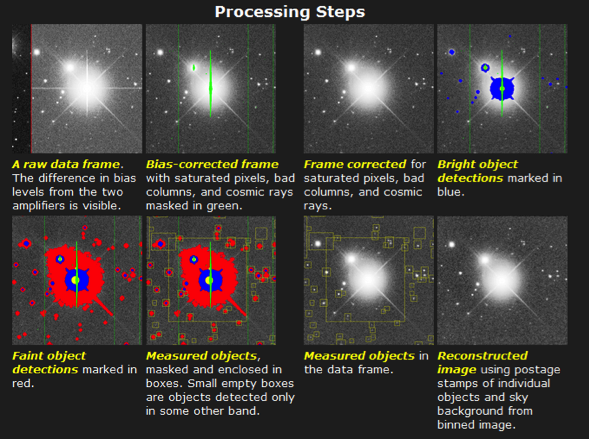 Processing Steps
A raw data frame.
The difference in bias
levels from the two
amplifiers is visible.
Bias-corrected frame
with saturated pixels, bad
columns, and cosmic rays
masked in green.
Frame corrected for
saturated pixels, bad
columns, and cosmic
rays.
Bright object
detections marked in
blue.
Faint object
detections marked in
red.
Measured objects,
masked and enclosed in
boxes. Small empty boxes
are objects detected only
in some other band.
Measured objects in
the data frame.
Reconstructed
image using postage
stamps of individual
objects and sky
background from
binned image.